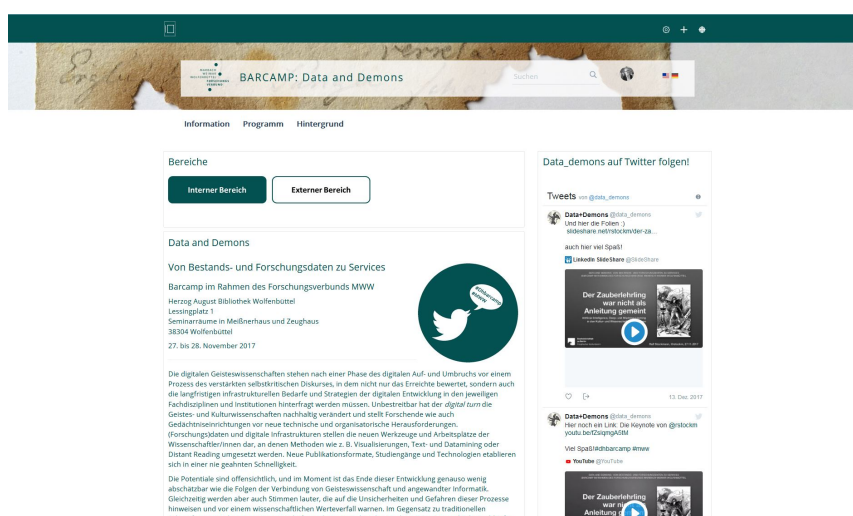 BARCAMP: Data and Demons
Suchen
Information Programm Hintergrund
Bereiche
Interner Bereich Externer Bereich
Data and Demons
Von Bestands- und Forschungsdaten zu Services
Barcamp im Rahmen des Forschungsverbunds MWW
Herzog August Bibliothek Wolfenbüttel
Lessingplatz 1
Seminarräume in Meißnerhaus und Zeughaus
38304 Wolfenbüttel
27. bis 28. November 2017
#dhbarcamp
#MWW
Die digitalen Geisteswissenschaften stehen nach einer Phase des digitalen Auf- und Umbruchs vor einem
Prozess des verstärkten selbstkritischen Diskurses, in dem nicht nur das Erreichte bewertet, sondern auch
die langfristigen infrastrukturellen Bedarfe und Strategien der digitalen Entwicklung in den jeweiligen
Fachdisziplinen und Institutionen hinterfragt werden müssen. Unbestreitbar hat der digital turn die
Geistes- und Kulturwissenschaften nachhaltig verändert und stellt Forschende wie auch
Gedächtniseinrichtungen vor neue technische und organisatorische Herausforderungen.
(Forschungs)daten und digitale Infrastrukturen stellen die neuen Werkzeuge und Arbeitsplätze der
Wissenschaftler/innen dar, an denen Methoden wie z. B. Visualisierungen, Text- und Datamining oder
Distant Reading umgesetzt werden. Neue Publikationsformate, Studiengänge und Technologien etablieren
sich in einer nie geahnten Schnelligkeit.
Die Potentiale sind offensichtlich, und im Moment ist das Ende dieser Entwicklung genauso wenig
abschätzbar wie die Folgen der Verbindung von Geisteswissenschaft und angewandter Informatik.
Gleichzeitig werden aber auch Stimmen lauter, die auf die Unsicherheiten und Gefahren dieser Prozesse
hinweisen und vor einem wissenschaftlichen Werteverfall warnen. Im Gegensatz zu traditionellen
Data_demons auf Twitter folgen!
Tweets von @data_demons
Data+Demons @data_demons
Und hier die Folien :)
slideshare.net/rstockm/der-za...
auch hier viel Spaß!
LinkedIn SlideShare @SlideShare
Der Zauberlehrling
war nicht als
Anleitung gemeint
13. Dez. 2017
Data+Demons @data_demons
Hier noch ein Link: Die Keynote von @rstockm
Viel Spaß!#dhbarcamp #mww
YouTube @YouTube
Der Zauberlehrling
war nicht
Anleitung